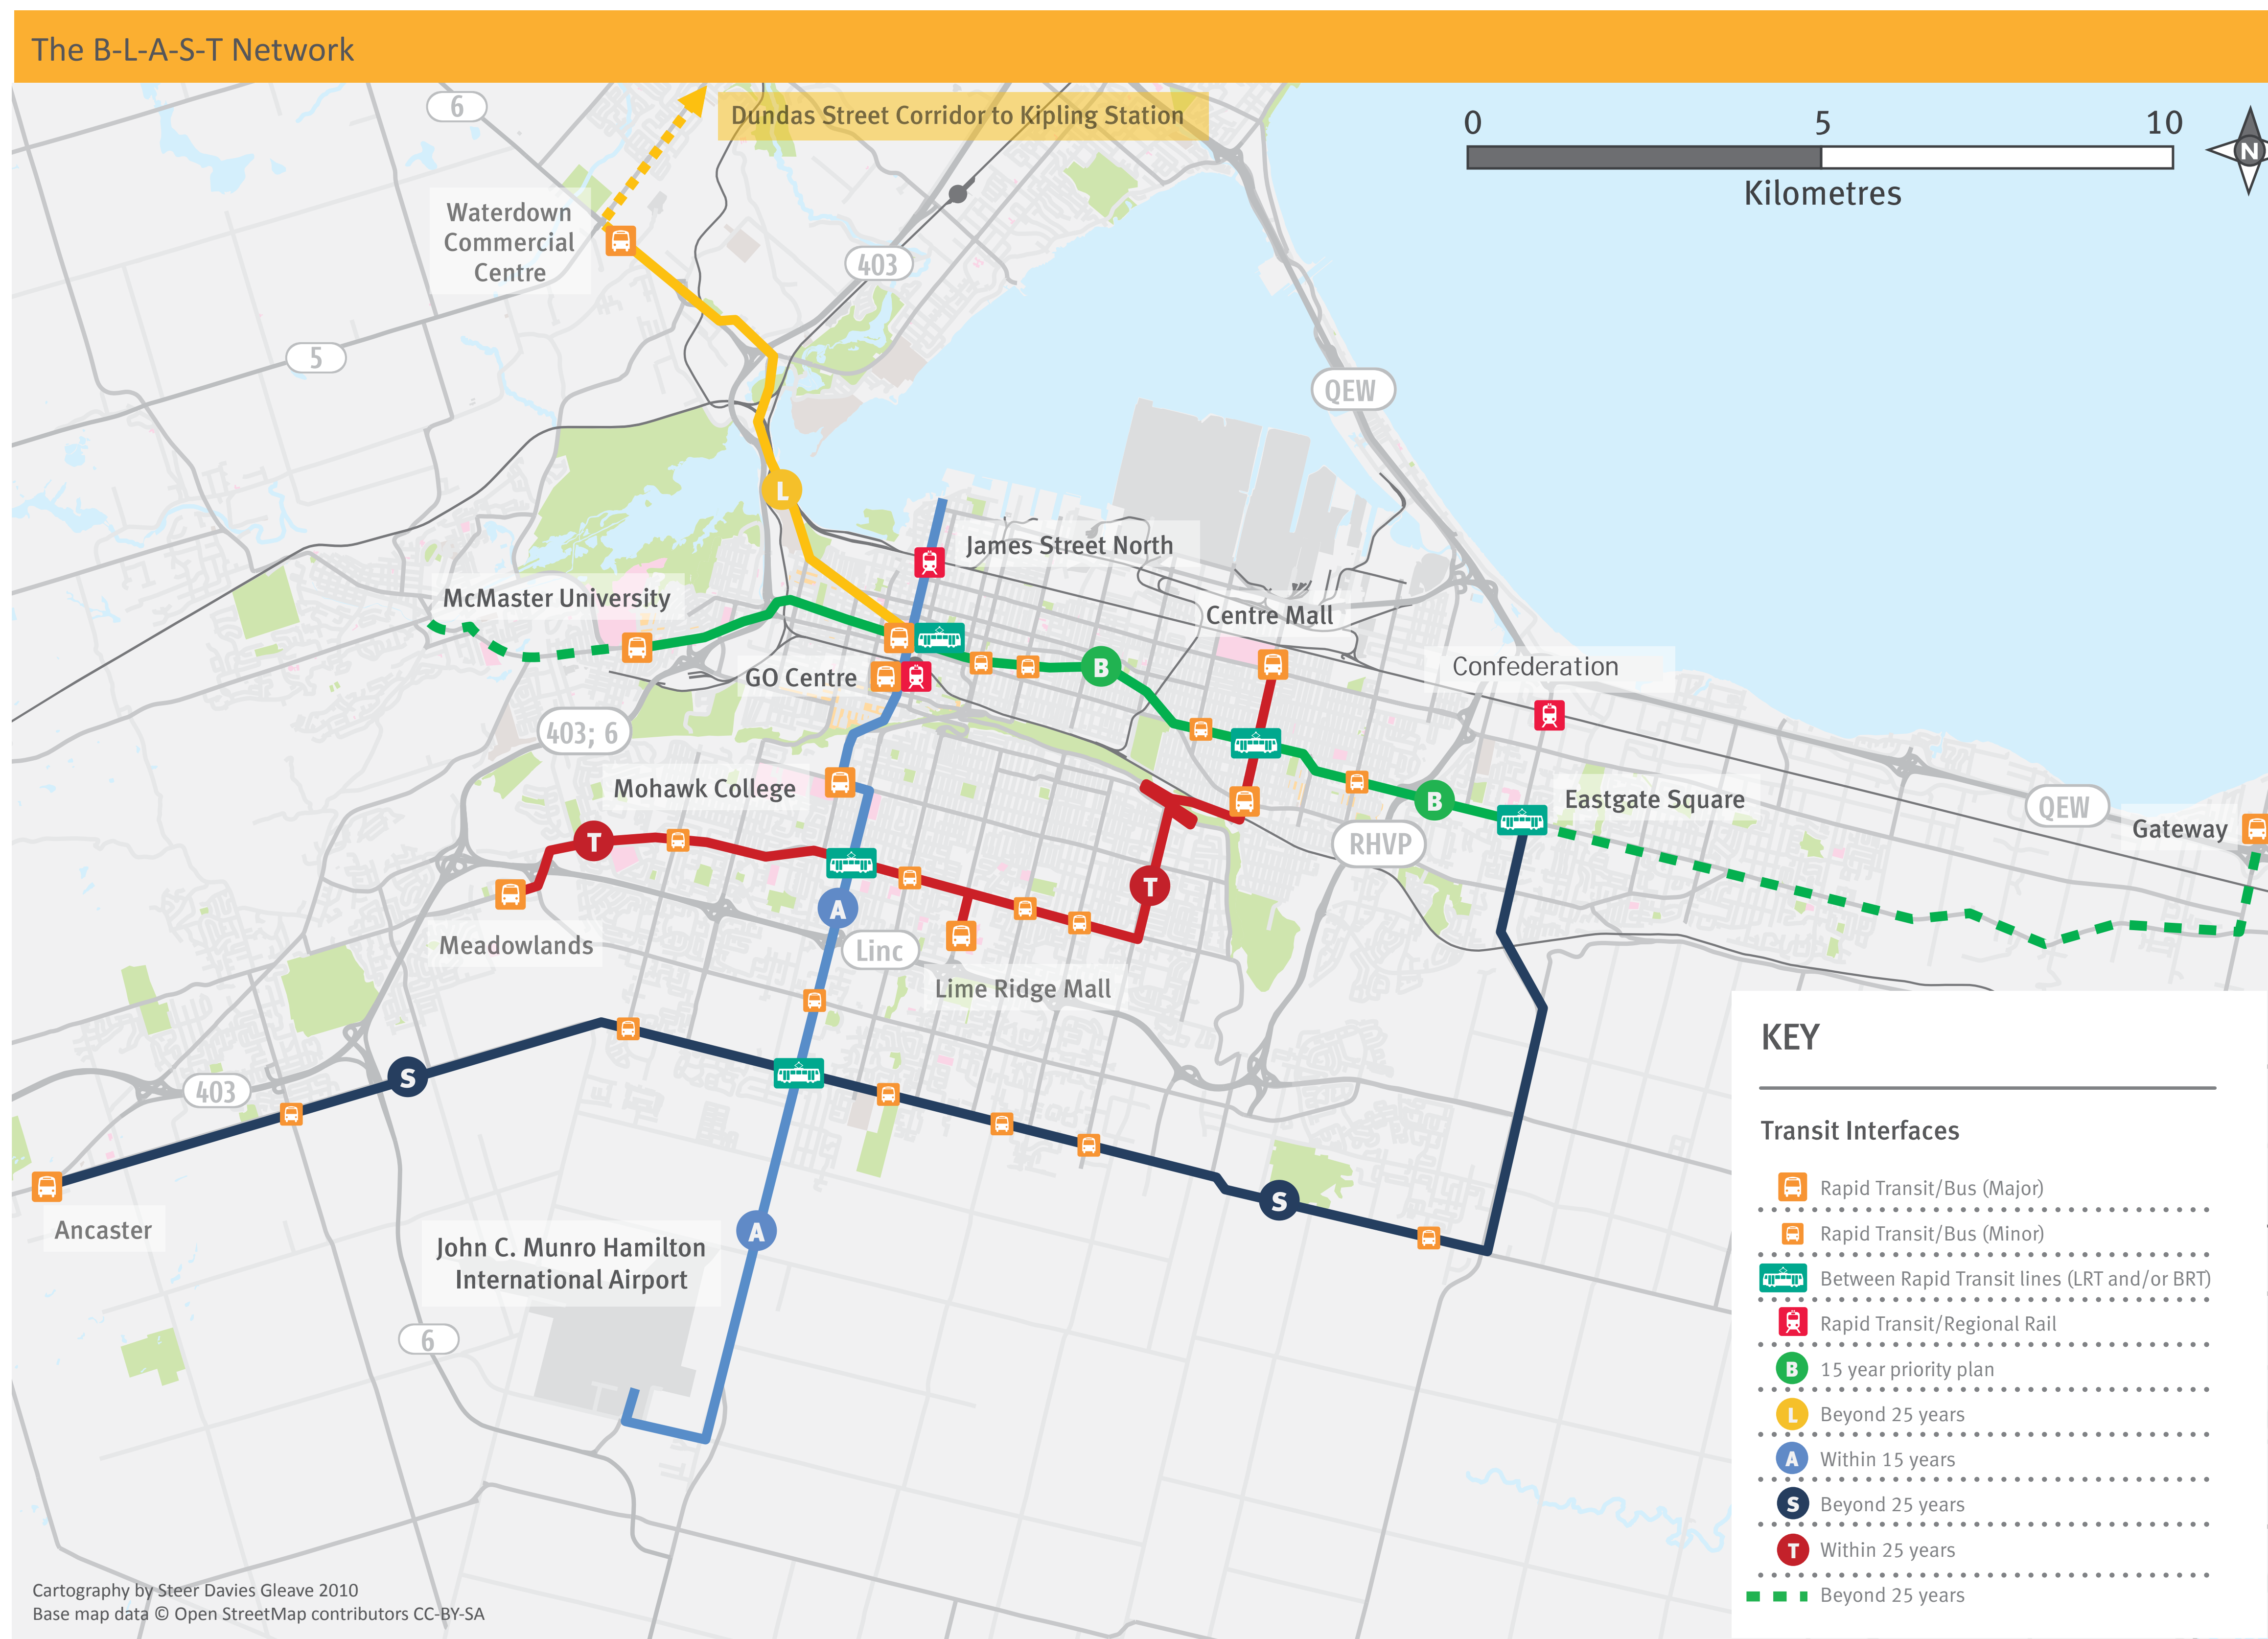 The B-L-A-S-T Network
6
Dundas Street Corridor to Kipling Station
0 5 10
Kilometres
N
Waterdown
Commercial
Centre
403
5
QEW
L
James Street North
McMaster University
Centre Mall
GO Centre
B
Confederation
403; 6
Mohawk College
B
Eastgate Square
QEW
Gateway
T
RHVP
T
A
Meadowlands
Linc
Lime Ridge Mall
S
403
Ancaster
S
A
John C. Munro Hamilton
International Airport
6
KEY
Transit Interfaces
Rapid Transit/Bus (Major)
Rapid Transit/Bus (Minor)
Between Rapid Transit lines (LRT and/or BRT)
Rapid Transit/Regional Rail
B 15 year priority plan
L Beyond 25 years
A Within 15 years
S Beyond 25 years
T Within 25 years
Beyond 25 years
Cartography by Steer Davies Gleave 2010
Base map data © Open StreetMap contributors CC-BY-SA